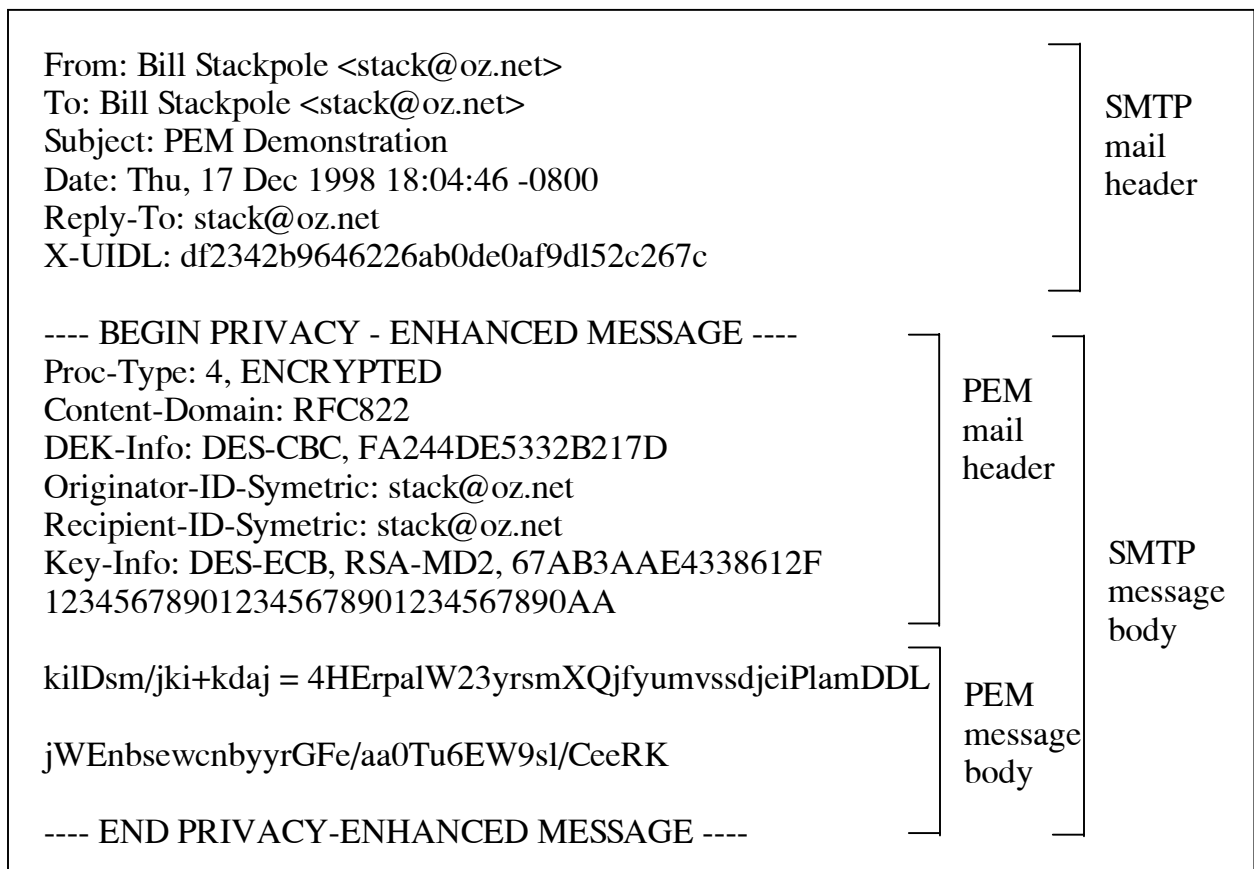 From: Bill Stackpole <stack@oz.net>
To: Bill Stackpole <stack@oz.net>
Subject: PEM Demonstration
Date: Thu, 17 Dec 1998 18:04:46 -0800
Reply-To: stack@oz.net
X-UIDL: df2342b9646226ab0de0af9dl52c267c
SMTP
mail
header
---- BEGIN PRIVACY - ENHANCED MESSAGE ----
Proc-Type: 4, ENCRYPTED
Content-Domain: RFC822
DEK-Info: DES-CBC, FA244DE5332B217D
Originator-ID-Symetric: stack@oz.net
Recipient-ID-Symetric: stack@oz.net
Key-Info: DES-ECB, RSA-MD2, 67AB3AAE4338612F
123456789012345678901234567890AA
PEM
mail
header
kilDsm/jki+kdaj = 4HErpalW23yrsmXQjfyumvssdjeiPlamDDL
jWEnbsewcnbyyrGFe/aa0Tu6EW9sl/CeeRK
---- END PRIVACY-ENHANCED MESSAGE ----
PEM
message
body
SMTP
message
body